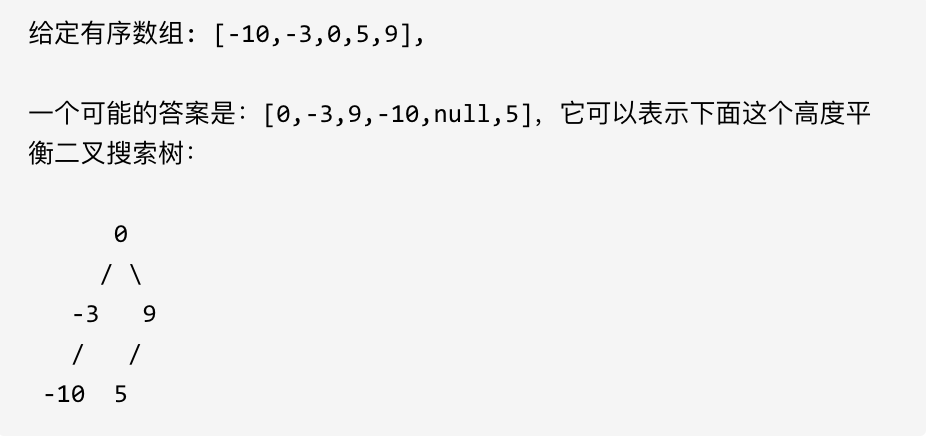 给定有序数组: [-10,-3,0,5,9],
一个可能的答案是：[0,-3,9,-10,null,5]，它可以表示下面这个高度平
衡二叉搜索树：
      0
     / \
   -3   9
   /   /
 -10  5